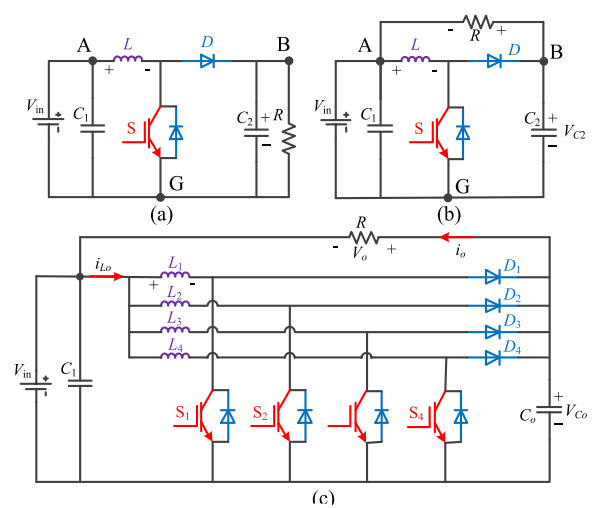 A
L
D
B
+
-
V_in
+
-
C_1
S
C_2
+
-
R
G
(a)
-
R
+
A
L
D
B
+
-
V_in
+
-
C_1
S
C_2
+
-
V_C2
G
(b)
R
-
V_o
+
i_o
i_Lo
L_1
+
-
D_1
L_2
D_2
L_3
D_3
L_4
D_4
V_in
+
-
C_1
S_1
S_2
S_4
C_o
+
-
V_Co
(c)